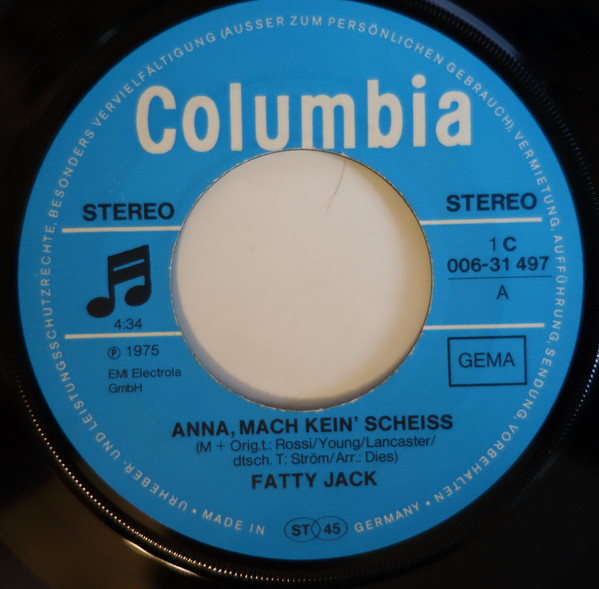 URHEBER- UND LEISTUNGSSCHUTZRECHTE, BESONDERS VERVIELFÄLTIGUNG (AUSSER ZUM PERSÖNLICHEN GEBRAUCH), VERMIETUNG, AUFFÜHRUNG, SENDUNG, VORBEHALTEN
Columbia
STEREO
STEREO
4:34
℗ 1975
EMI Electrola
GmbH
1 C
006-31 497
A
GEMA
ANNA, MACH KEIN' SCHEISS
(M + Orig.t.: Rossi/Young/Lancaster/
dtsch. T: Ström/Arr.: Dies)
FATTY JACK
• MADE IN ST 45 GERMANY •